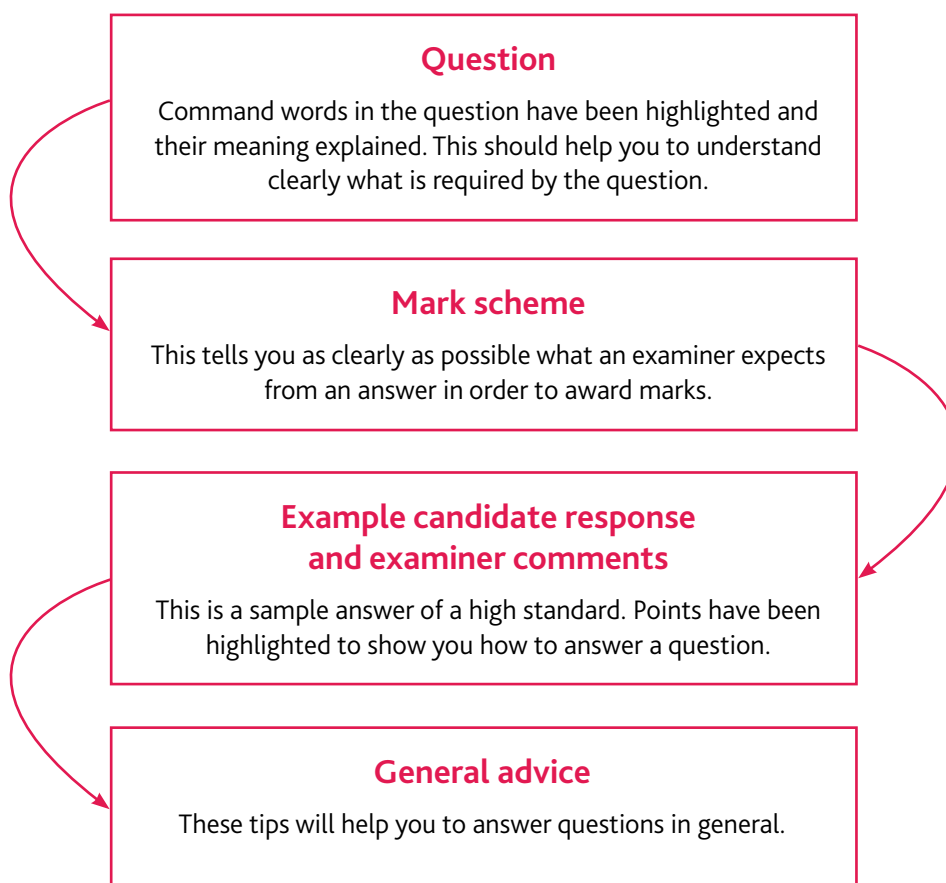 Question
Command words in the question have been highlighted and
their meaning explained. This should help you to understand
clearly what is required by the question.
Mark scheme
This tells you as clearly as possible what an examiner expects
from an answer in order to award marks.
Example candidate response
and examiner comments
This is a sample answer of a high standard. Points have been
highlighted to show you how to answer a question.
General advice
These tips will help you to answer questions in general.